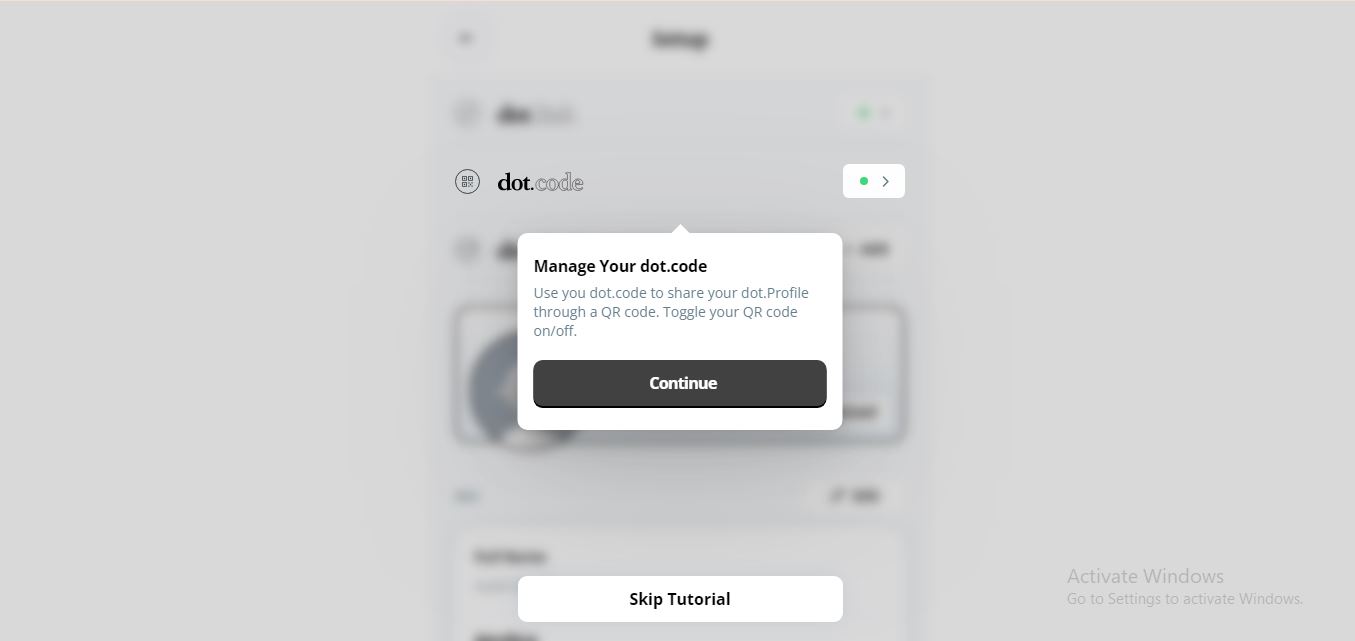 Setup
dot.code
Manage Your dot.code
Use you dot.code to share your dot.Profile
through a QR code. Toggle your QR code
on/off.
Continue
Skip Tutorial
Activate Windows
Go to Settings to activate Windows.